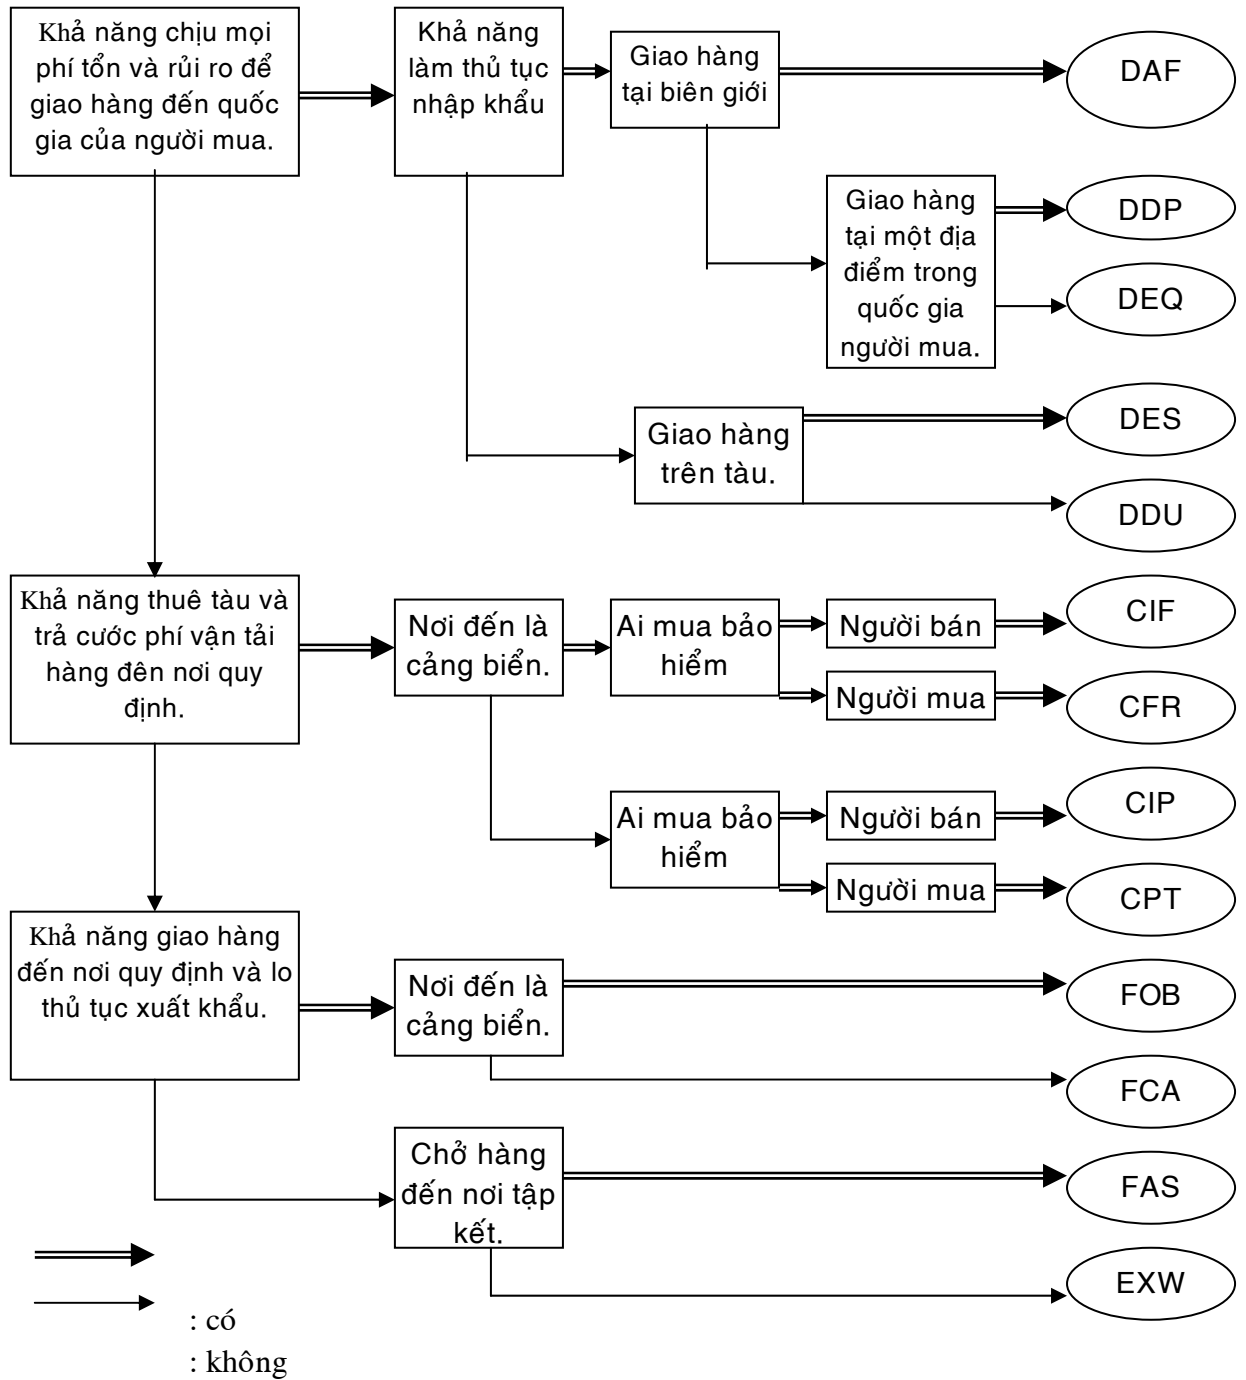 Khả năng chịu mọi
phí tổn và rủi ro để
giao hàng đến quốc
gia của người mua.
Khả năng
làm thủ tục
nhập khẩu
Giao hàng
tại biên giới
DAF
Giao hàng
tại một địa
điểm trong
quốc gia
người mua.
DDP
DEQ
Giao hàng
trên tàu.
DES
DDU
Khả năng thuê tàu và
trả cước phí vận tải
hàng đên nơi quy
định.
Nơi đến là
cảng biển.
Ai mua bảo
hiểm
Người bán
CIF
Người mua
CFR
Ai mua bảo
hiểm
Người bán
CIP
Người mua
CPT
Khả năng giao hàng
đến nơi quy định và lo
thủ tục xuất khẩu.
Nơi đến là
cảng biển.
FOB
FCA
Chở hàng
đến nơi tập
kết.
FAS
EXW
: có
: không